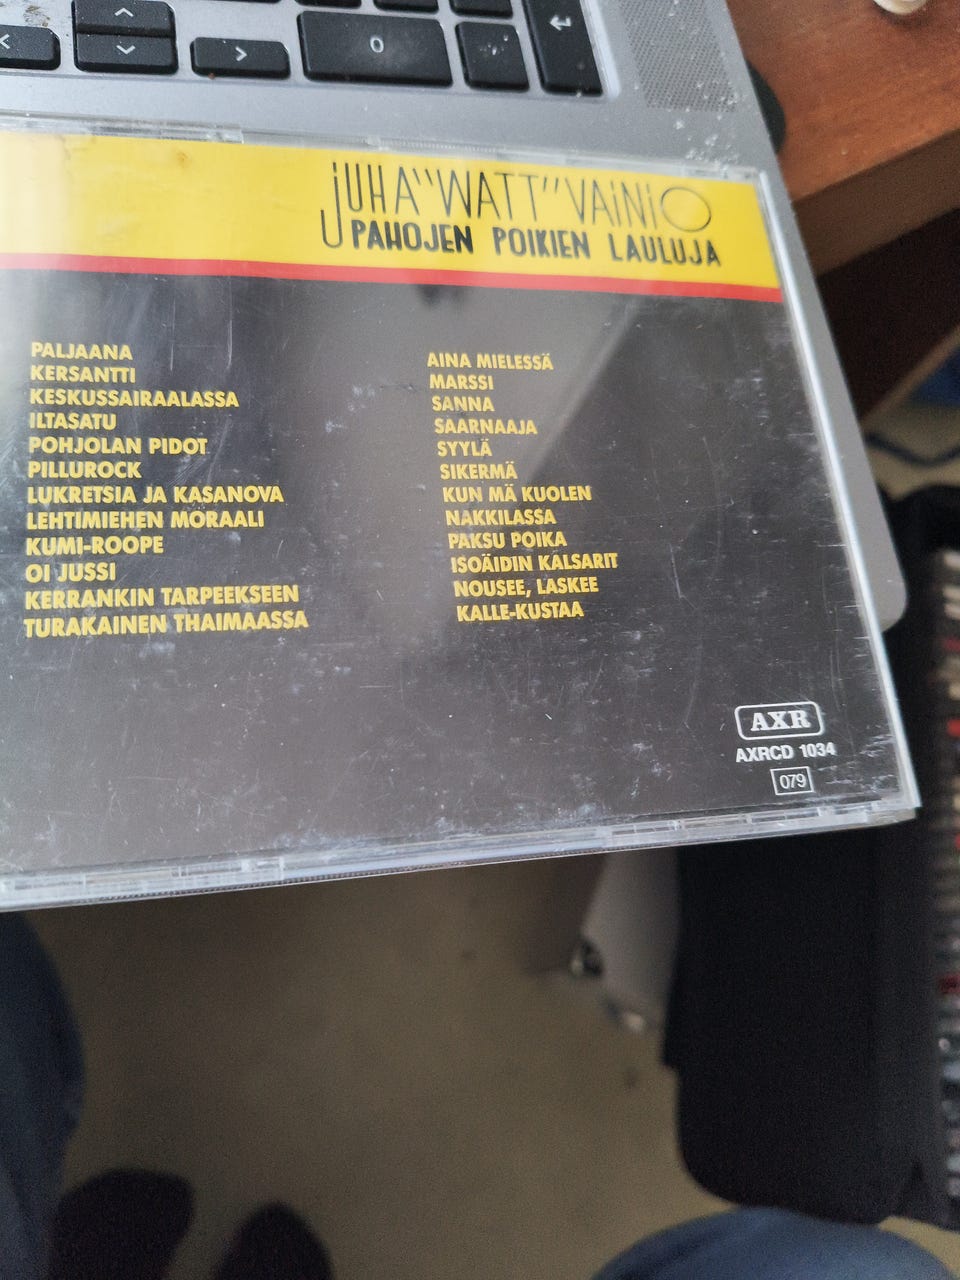 0
JUHA "WATT" VAINIO
PAHOJEN POIKIEN LAULUJA
PALJAANA
KERSANTTI
KESKUSSAIRAALASSA
ILTASATU
POHJOLAN PIDOT
PILLUROCK
LUKRETSIA JA KASANOVA
LEHTIMIEHEN MORAALI
KUMI-ROOPE
OI JUSSI
KERRANKIN TARPEEKSEEN
TURAKAINEN THAIMAASSA
AINA MIELESSÄ
MARSSI
SANNA
SAARNAAJA
SYYLÄ
SIKERMÄ
KUN MÄ KUOLEN
NAKKILASSA
PAKSU POIKA
ISOÄIDIN KALSARIT
NOUSEE, LASKEE
KALLE-KUSTAA
AXR
AXRCD 1034
079